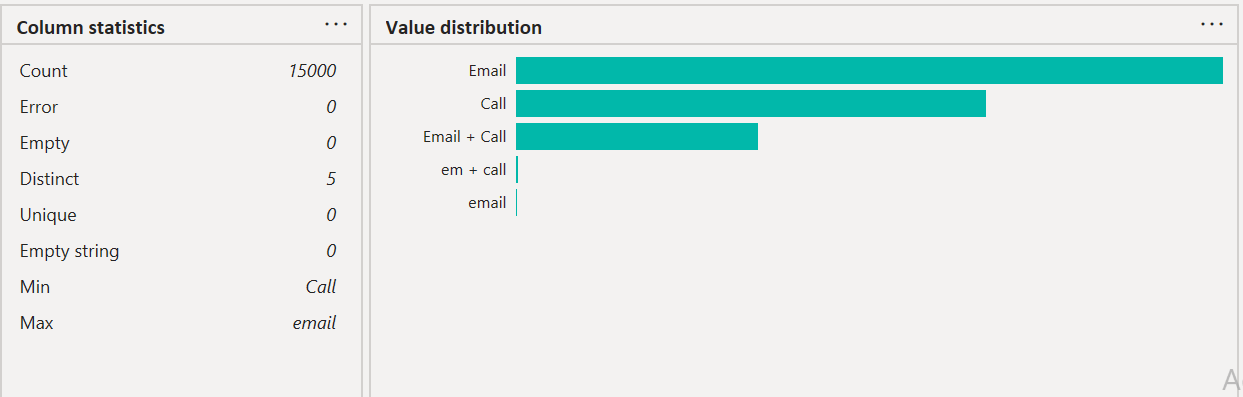 Column statistics ...
Count 15000
Error 0
Empty 0
Distinct 5
Unique 0
Empty string 0
Min Call
Max email
Value distribution ...
Email
Call
Email + Call
em + call
email
A